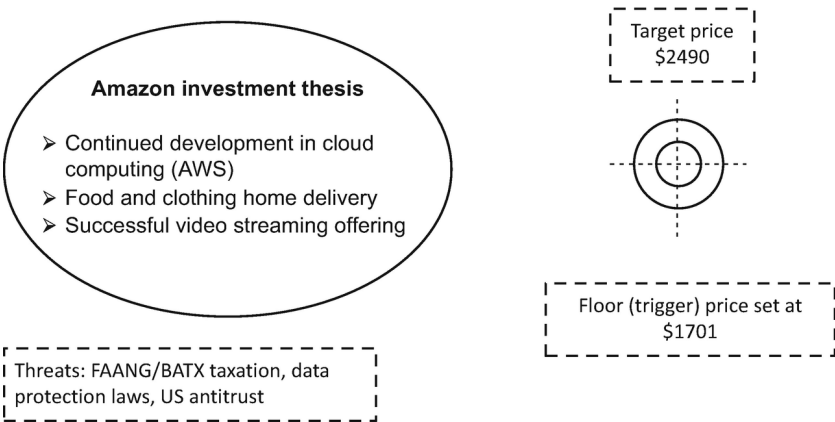 Amazon investment thesis
➢ Continued development in cloud
computing (AWS)
➢ Food and clothing home delivery
➢ Successful video streaming offering
Threats: FAANG/BATX taxation, data
protection laws, US antitrust
Target price
$2490
Floor (trigger) price set at
$1701